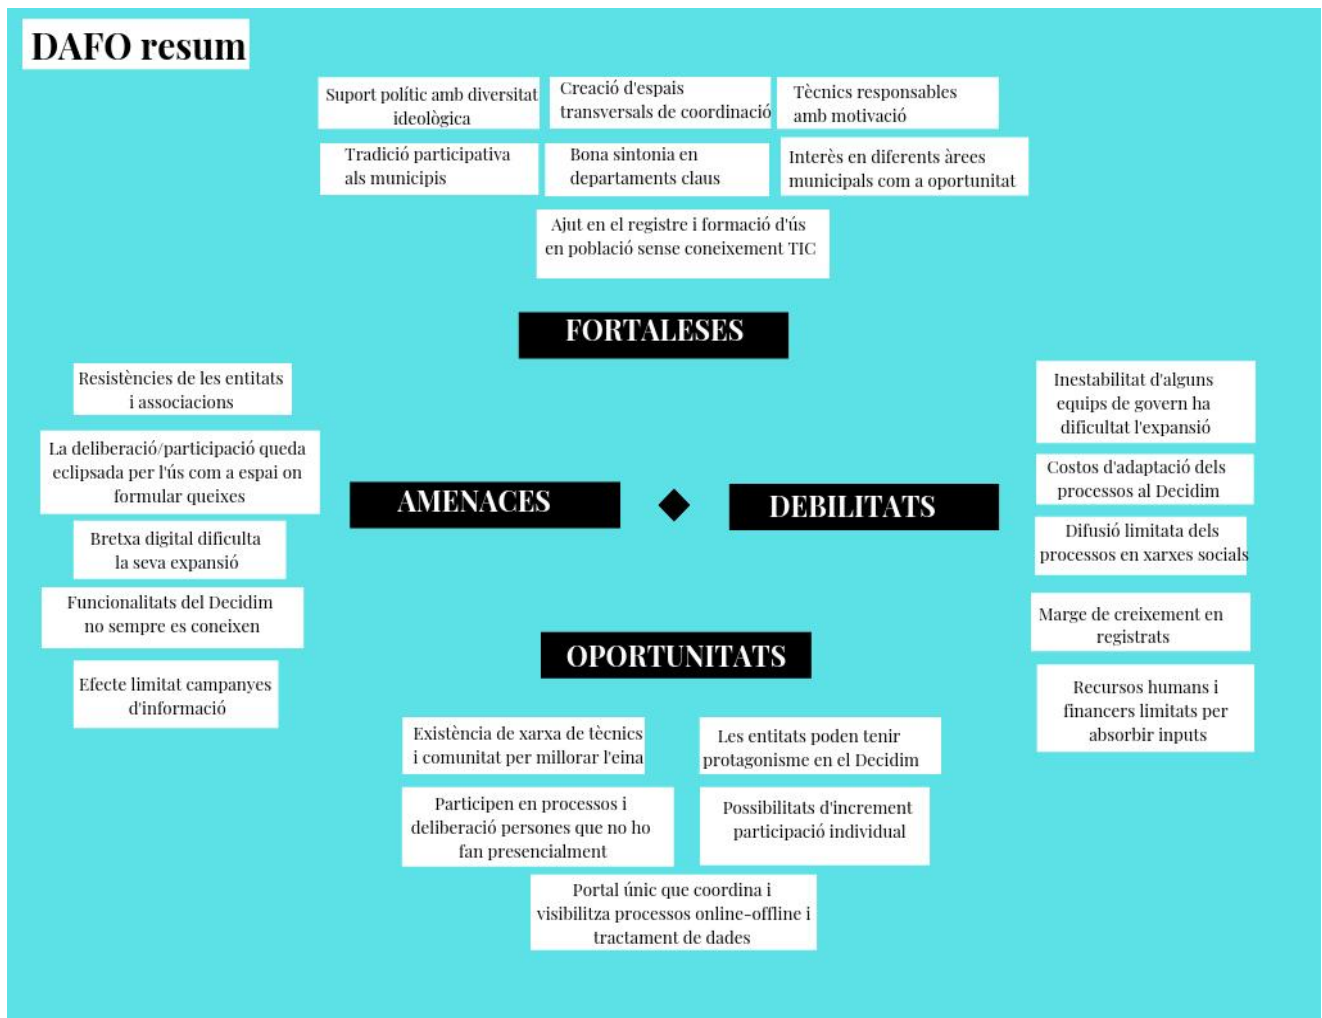 DAFO resum
Suport polític amb diversitat
ideològica
Creació d'espais
transversals de coordinació
Tècnics responsables
amb motivació
Tradició participativa
als municipis
Bona sintonia en
departaments claus
Interès en diferents àrees
municipals com a oportunitat
Ajut en el registre i formació d'ús
en població sense coneixement TIC
FORTALESES
Resistències de les entitats
i associacions
La deliberació/participació queda
eclipsada per l'ús com a espai on
formular queixes
Bretxa digital dificulta
la seva expansió
Funcionalitats del Decidim
no sempre es coneixen
Efecte limitat campanyes
d'informació
AMENACES
DEBILITATS
Inestabilitat d'alguns
equips de govern ha
dificultat l'expansió
Costos d'adaptació dels
processos al Decidim
Difusió limitata dels
processos en xarxes socials
Marge de creixement en
registrats
Recursos humans i
financers limitats per
absorbir inputs
OPORTUNITATS
Existència de xarxa de tècnics
i comunitat per millorar l'eina
Les entitats poden tenir
protagonisme en el Decidim
Participen en processos i
deliberació persones que no ho
fan presencialment
Possibilitats d'increment
participació individual
Portal únic que coordina i
visibilitza processos online-offline i
tractament de dades